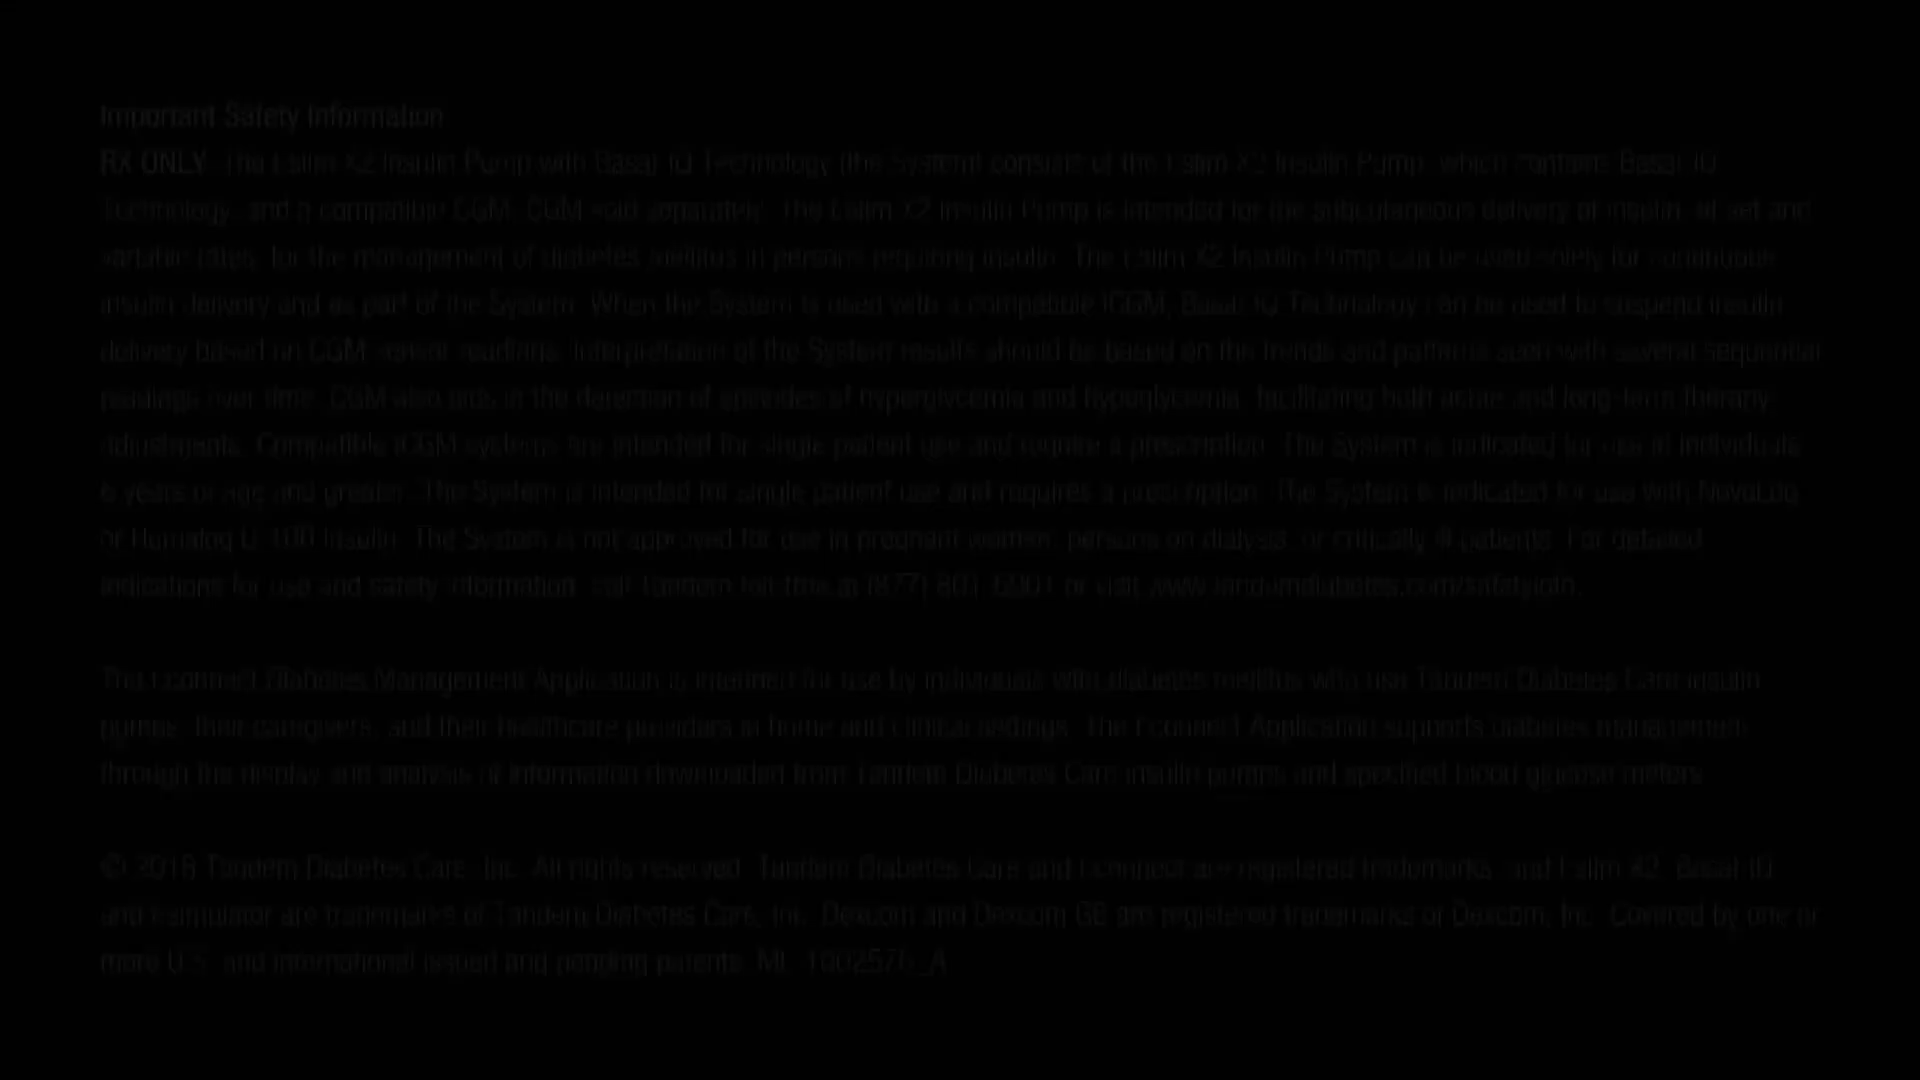 Important Safety Information
RX ONLY. The t:slim X2 Insulin Pump with Basal-IQ Technology (the System) consists of the t:slim X2 Insulin Pump, which contains Basal-IQ
Technology, and a compatible CGM. CGM sold separately. The t:slim X2 Insulin Pump is intended for the subcutaneous delivery of insulin, at set and
variable rates, for the management of diabetes mellitus in persons requiring insulin. The t:slim X2 Insulin Pump can be used solely for continuous
insulin delivery and as part of the System. When the System is used with a compatible iCGM, Basal-IQ Technology can be used to suspend insulin
delivery based on CGM sensor readings. Interpretation of the System results should be based on the trends and patterns seen with several sequential
readings over time. CGM also aids in the detection of episodes of hyperglycemia and hypoglycemia, facilitating both acute and long-term therapy
adjustments. Compatible iCGM systems are intended for single patient use and require a prescription. The System is indicated for use in individuals
6 years of age and greater. The System is intended for single patient use and requires a prescription. The System is indicated for use with NovoLog
or Humalog U-100 insulin. The System is not approved for use in pregnant women, persons on dialysis, or critically ill patients. For detailed
indications for use and safety information, call Tandem toll-free at (877) 801-6901 or visit www.tandemdiabetes.com/safetyinfo.
The t:connect Diabetes Management Application is intended for use by individuals with diabetes mellitus who use Tandem Diabetes Care insulin
pumps, their caregivers, and their healthcare providers in home and clinical settings. The t:connect Application supports diabetes management
through the display and analysis of information downloaded from Tandem Diabetes Care insulin pumps and specified blood glucose meters.
© 2018 Tandem Diabetes Care, Inc. All rights reserved. Tandem Diabetes Care and t:connect are registered trademarks, and t:slim X2, Basal-IQ
and t:simulator are trademarks of Tandem Diabetes Care, Inc. Dexcom and Dexcom G6 are registered trademarks of Dexcom, Inc. Covered by one or
more U.S. and international issued and pending patents. ML-1002576_A